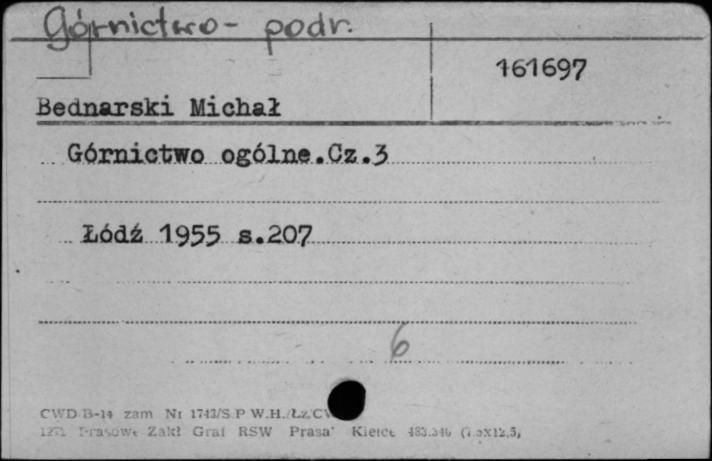 Górnictwo - podr.
161697
Bednarski Michał
Górnictwo ogólne.Cz.3
Łódź 1955 s.207
6
CWD B-14 zam Nr 1743/S P W.H./Łz/CW
Prasowe Zakł Graf RSW Prasa" Kielce